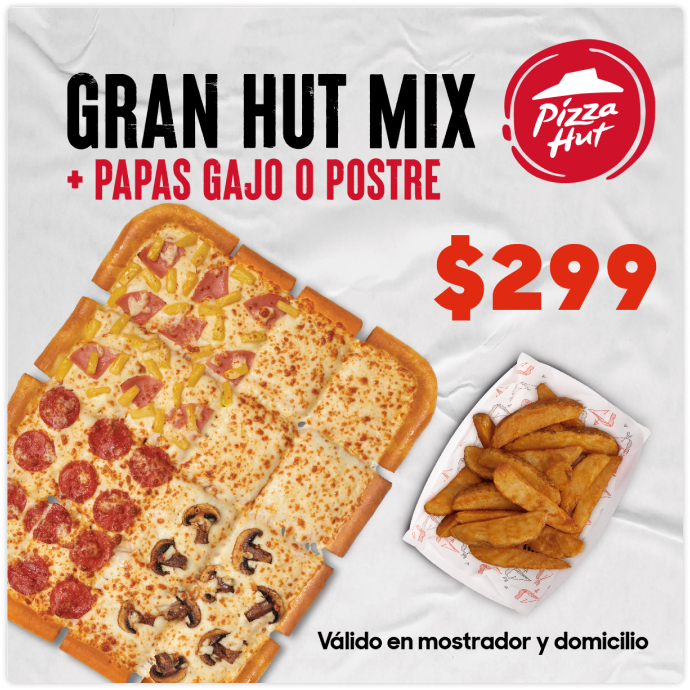 GRAN HUT MIX
+ PAPAS GAJO O POSTRE
Pizza
Hut
$299
Válido en mostrador y domicilio